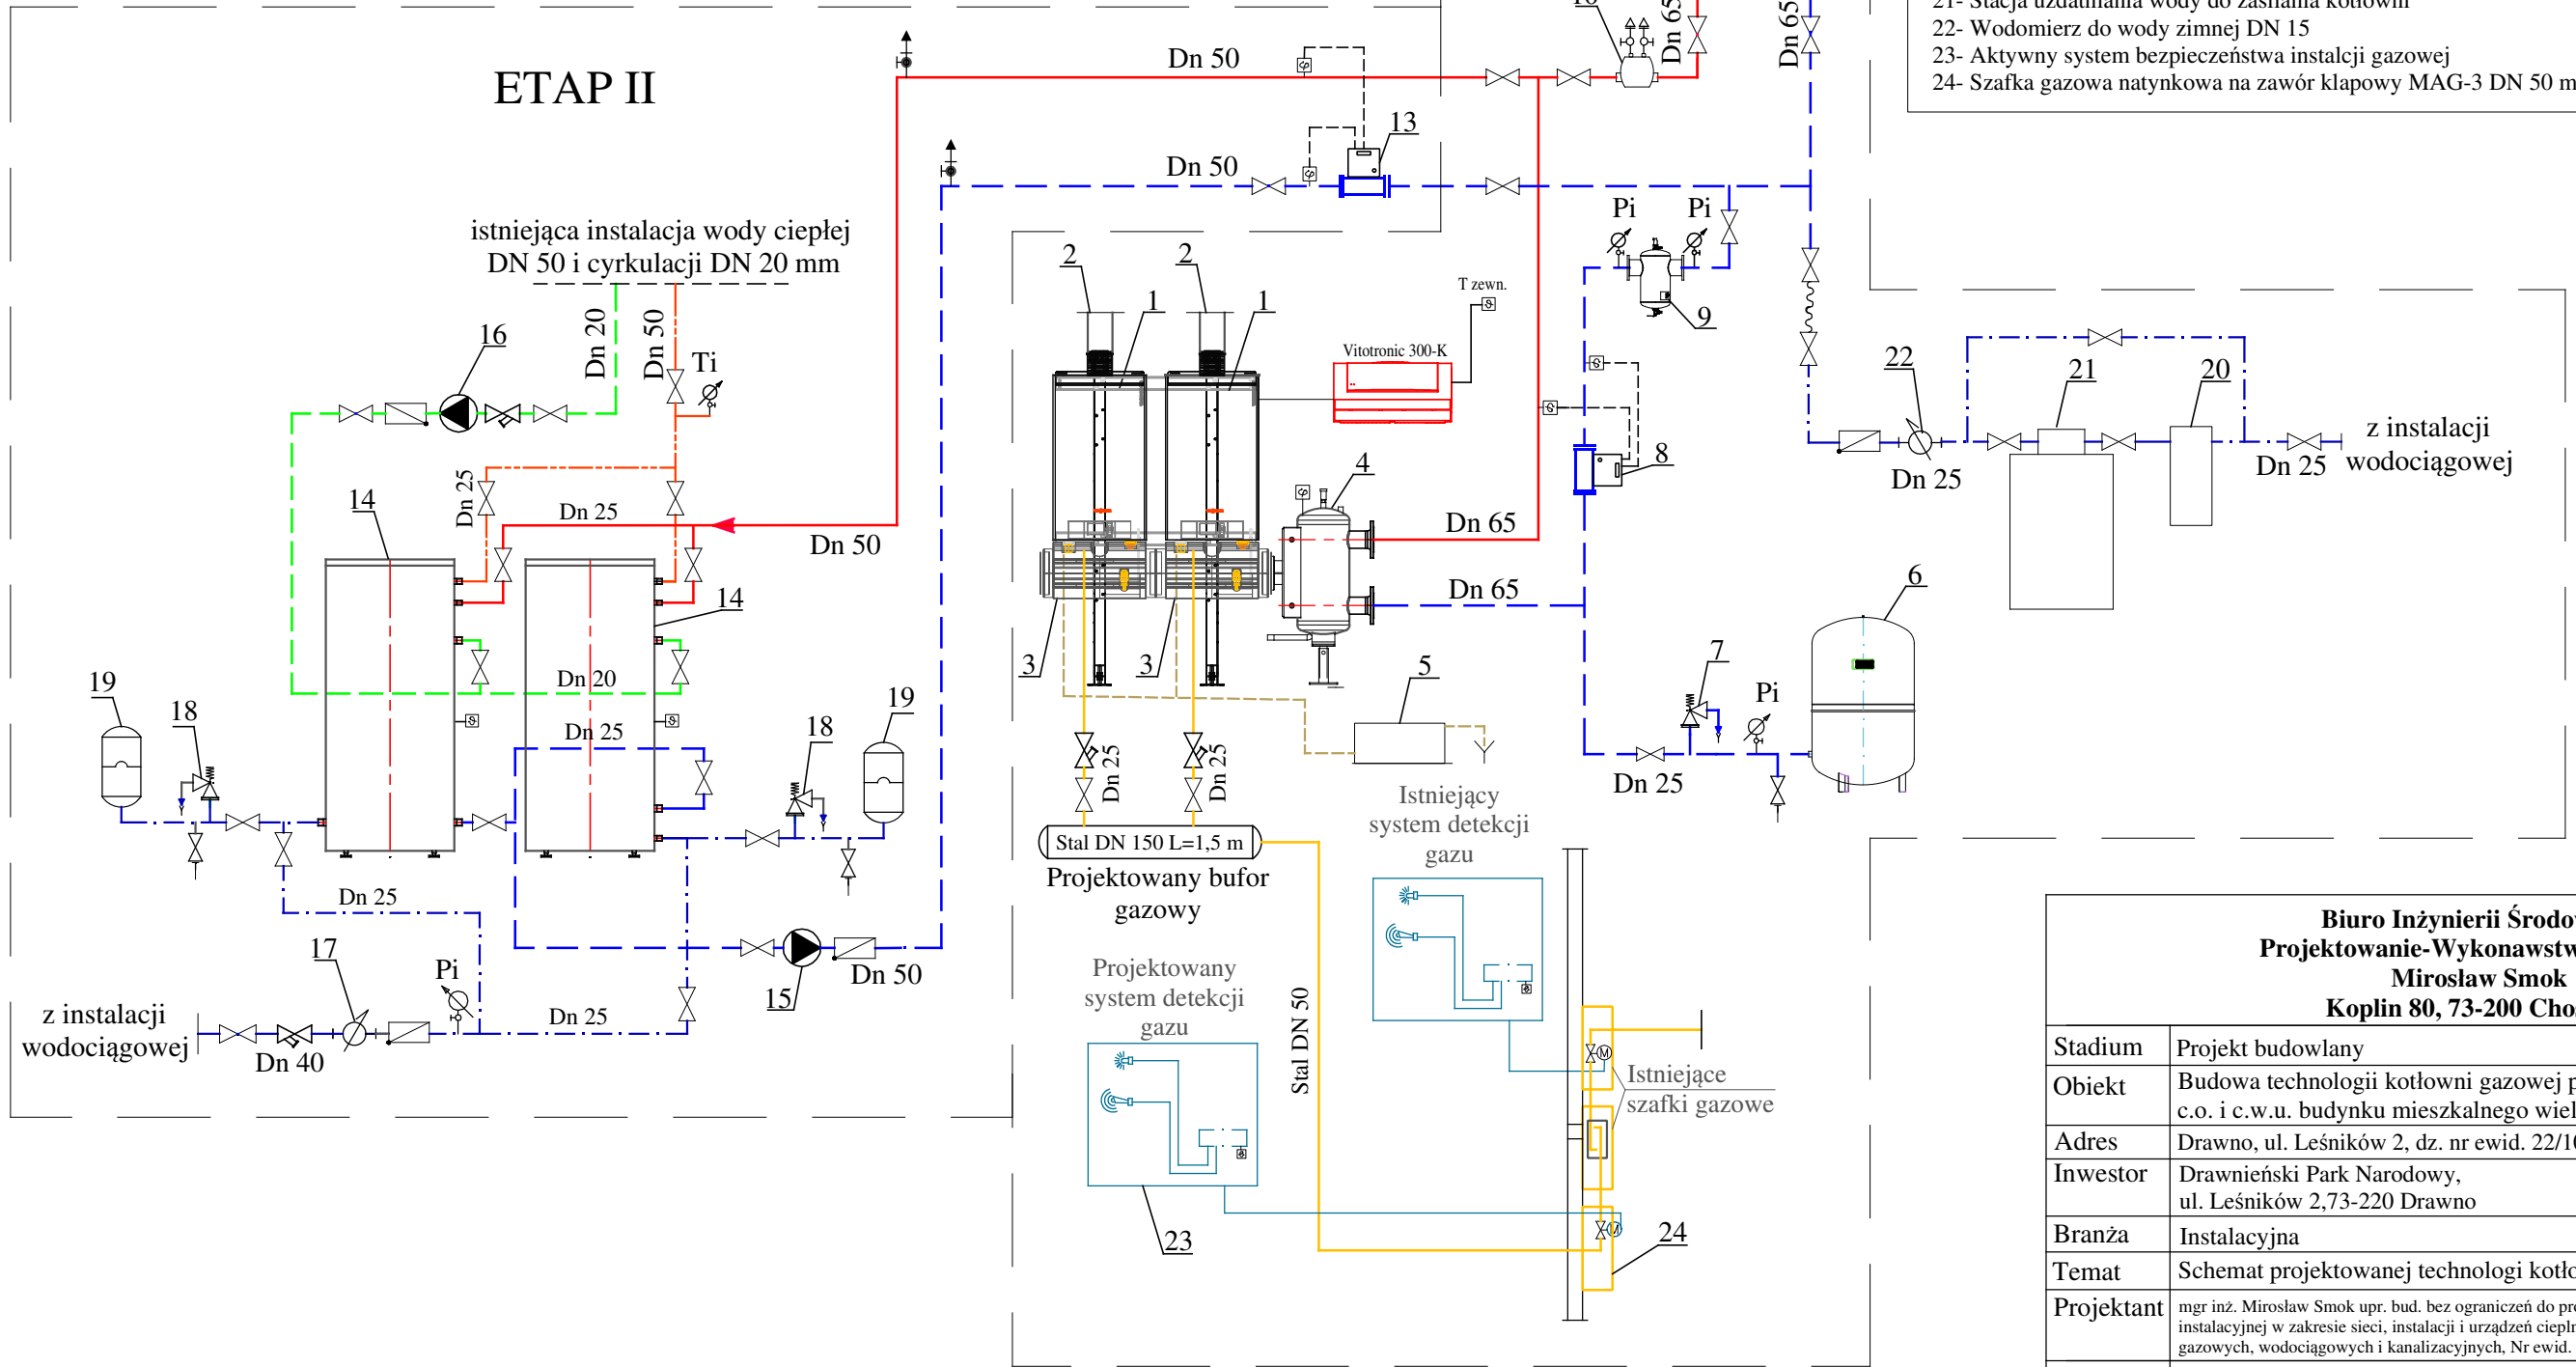 ETAP II
Dn 50
Dn 65
Dn 65
22- Wodomierz do wody zimnej DN 15
23- Aktywny system bezpieczeństwa instalcji gazowej
24- Szafka gazowa natynkowa na zawór klapowy MAG-3 DN 50 m
13
Dn 50
istniejąca instalacja wody ciepłej
DN 50 i cyrkulacji DN 20 mm
Dn 20
Dn 50
16
Ti
2
2
1
1
T zewn.
Vitotronic 300-K
Pi
Pi
9
8
4
22
21
20
z instalacji
wodociągowej
Dn 25
Dn 25
14
Dn 25
Dn 25
Dn 50
Dn 65
Dn 65
14
3
3
5
6
7
Pi
Dn 25
Dn 20
Dn 25
19
18
18
19
Dn 25
Dn 25
Stal DN 150 L=1,5 m
Projektowany bufor
gazowy
Istniejący
system detekcji
gazu
Dn 25
17
Pi
15
Dn 50
z instalacji
wodociągowej
Dn 40
Dn 25
Projektowany
system detekcji
gazu
Stal DN 50
M
Istniejące
szafki gazowe
M
23
24
Biuro Inżynierii Środo
Projektowanie-Wykonawstw
Mirosław Smok
Koplin 80, 73-200 Cho
Stadium
Projekt budowlany
Obiekt
Budowa technologii kotłowni gazowej p
c.o. i c.w.u. budynku mieszkalnego wiel
Adres
Drawno, ul. Leśników 2, dz. nr ewid. 22/10
Inwestor
Drawnieński Park Narodowy,
ul. Leśników 2,73-220 Drawno
Branża
Instalacyjna
Temat
Schemat projektowanej technologi kotło
Projektant
mgr inż. Mirosław Smok upr. bud. bez ograniczeń do pro
instalacyjnej w zakresie sieci, instalacji i urządzeń ciepln
gazowych, wodociągowych i kanalizacyjnych, Nr ewid.